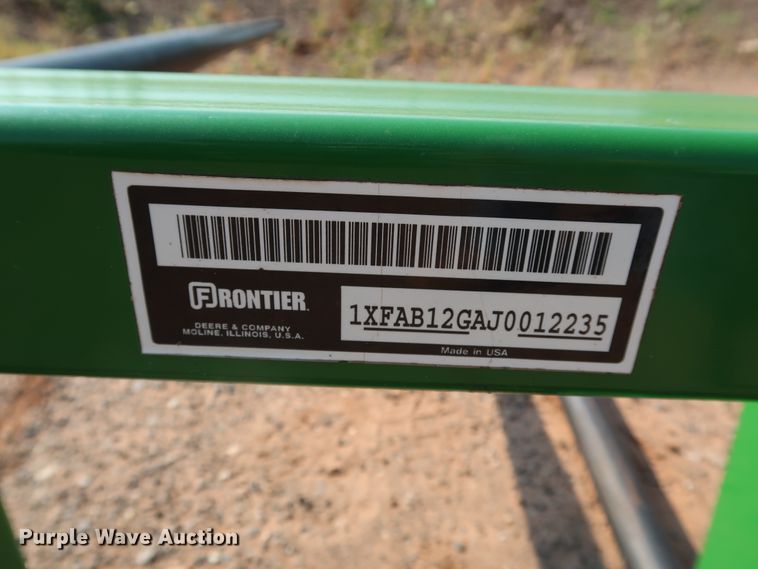 FRONTIER
DEERE & COMPANY
MOLINE, ILLINOIS, U.S.A.
1XFAB12GAJ0012235
Made in USA
Purple Wave Auction